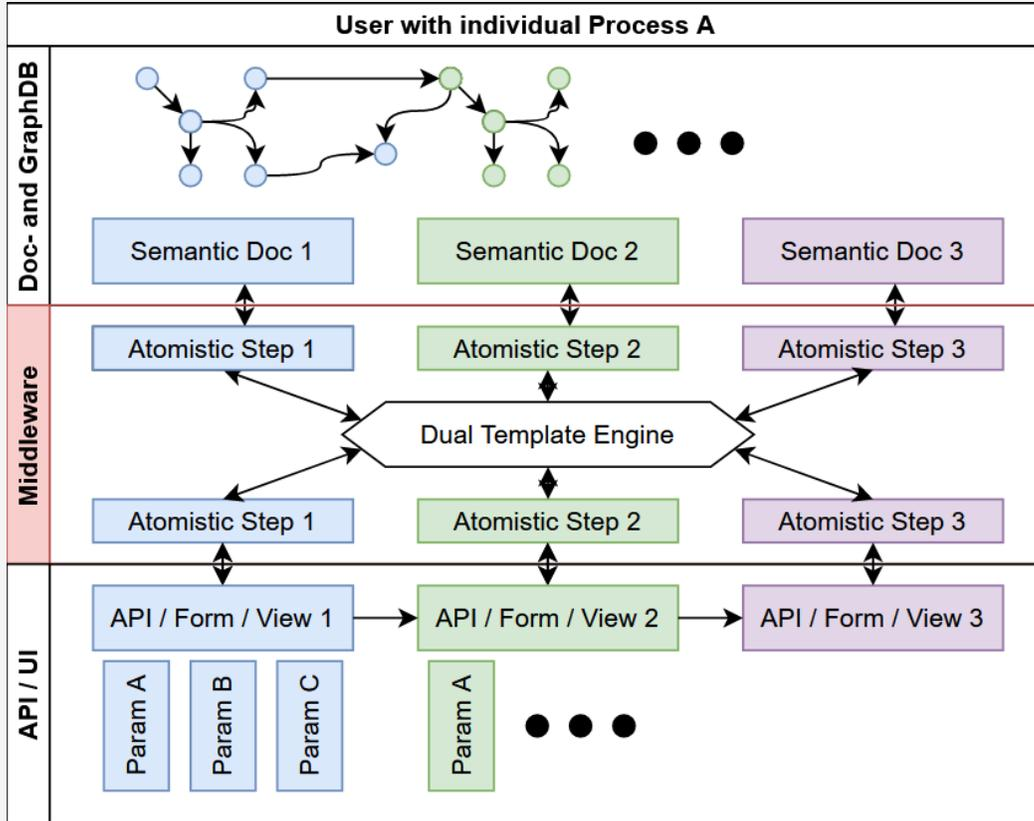 User with individual Process A
Doc- and GraphDB
Semantic Doc 1
Semantic Doc 2
Semantic Doc 3
Middleware
Atomistic Step 1
Atomistic Step 2
Atomistic Step 3
Dual Template Engine
Atomistic Step 1
Atomistic Step 2
Atomistic Step 3
API / UI
API / Form / View 1
API / Form / View 2
API / Form / View 3
Param A
Param B
Param C
Param A